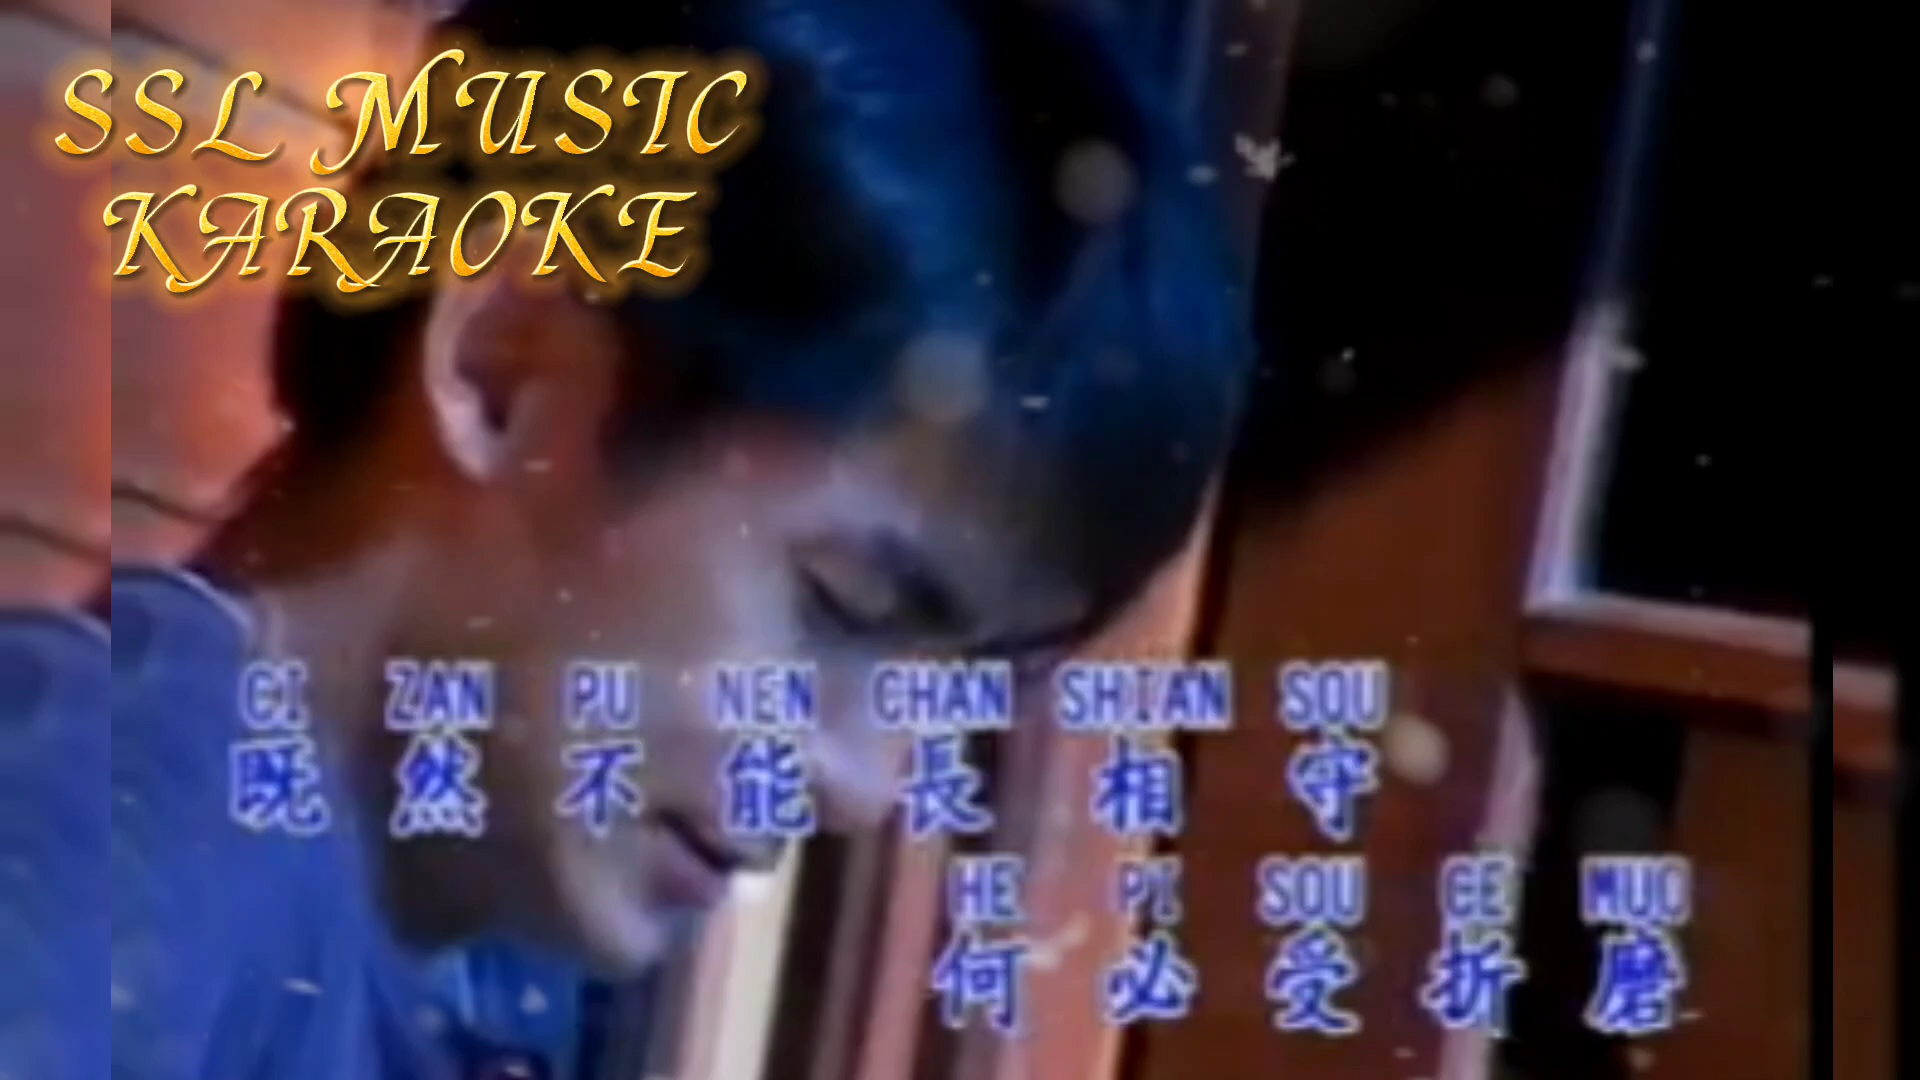 SSL MUSIC
KARAOKE
CI ZAN PU NEN CHAN SHIAN SOU
既然不能長相守
HE PI SOU CE MUO
何必受折磨